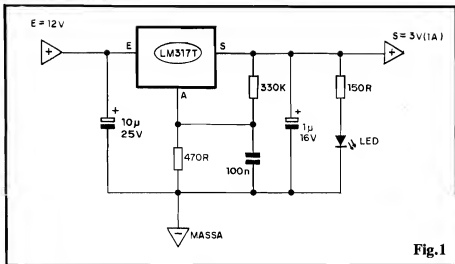 E = 12V
S = 3V(1A)
E
LM317T
S
A
330K
150R
+
10µ
25V
+
1µ
16V
LED
470R
100n
MASSA
Fig.1